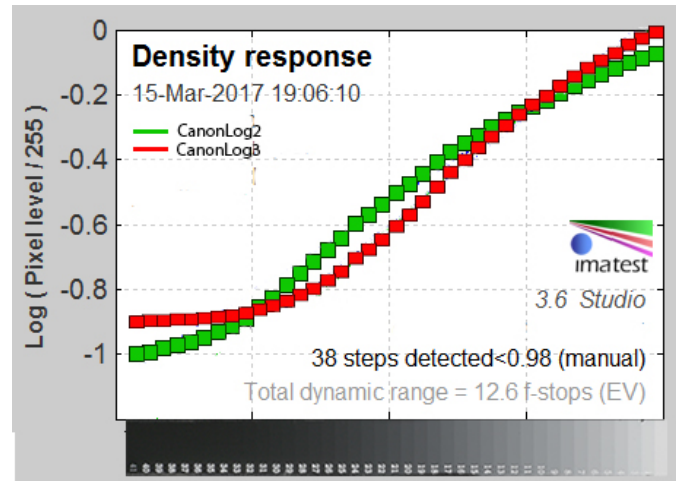 Density response
15-Mar-2017 19:06:10
CanonLog2
CanonLog3
0
-0.2
-0.4
-0.6
-0.8
-1
Log ( Pixel level / 255 )
imatest
3.6 Studio
38 steps detected<0.98 (manual)
Total dynamic range = 12.6 f-stops (EV)